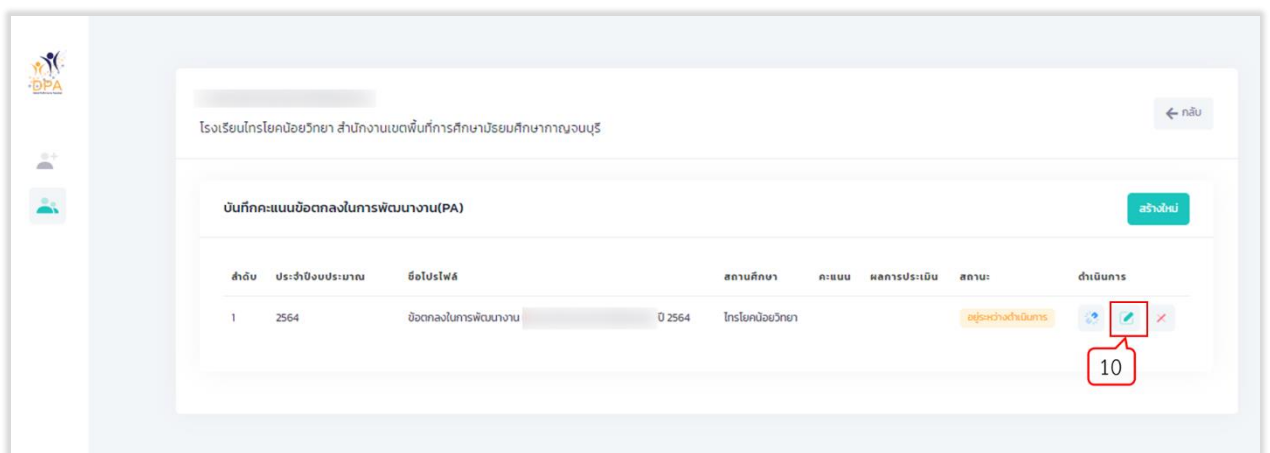 DPA
← กลับ
โรงเรียนไทรโยคน้อยวิทยา สำนักงานเขตพื้นที่การศึกษามัธยมศึกษากาญจนบุรี
บันทึกคะแนนข้อตกลงในการพัฒนางาน(PA)
สร้างใหม่
ลำดับ ประจำปีงบประมาณ ชื่อโปรไฟล์ สถานศึกษา คะแนน ผลการประเมิน สถานะ ดำเนินการ
1 2564 ข้อตกลงในการพัฒนางาน ปี 2564 ไทรโยคน้อยวิทยา อยู่ระหว่างดำเนินการ
10